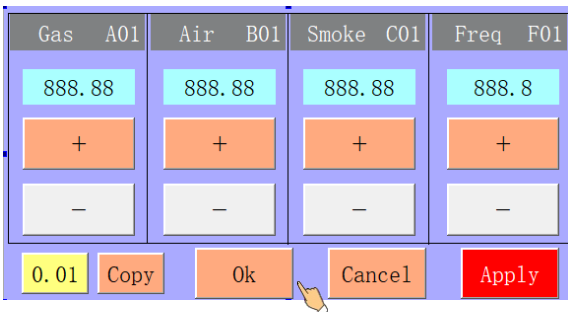 Gas A01 Air B01 Smoke C01 Freq F01
888.88 888.88 888.88 888.8
+ + + +
− − − −
0.01 Copy Ok Cancel Apply